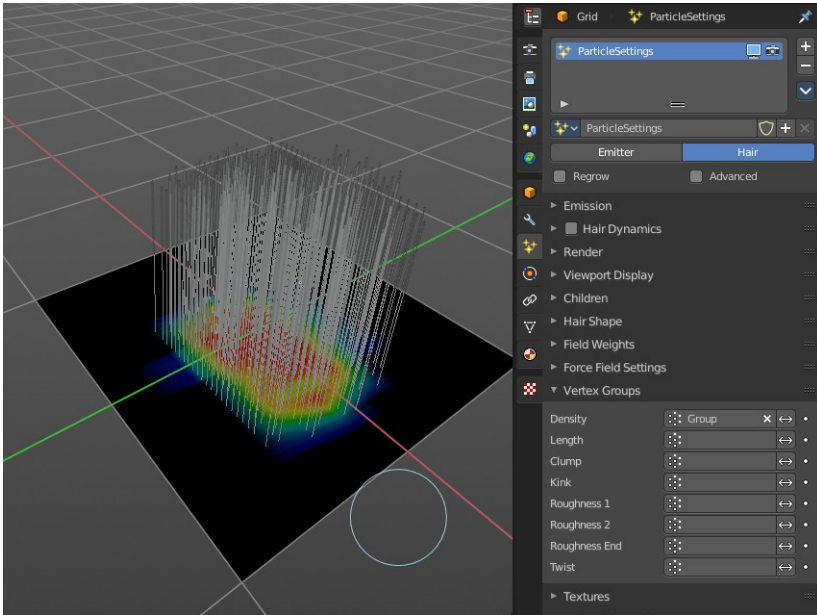 Grid ParticleSettings
ParticleSettings
ParticleSettings
Emitter Hair
Regrow Advanced
Emission
Hair Dynamics
Render
Viewport Display
Children
Hair Shape
Field Weights
Force Field Settings
Vertex Groups
Density Group
Length
Clump
Kink
Roughness 1
Roughness 2
Roughness End
Twist
Textures